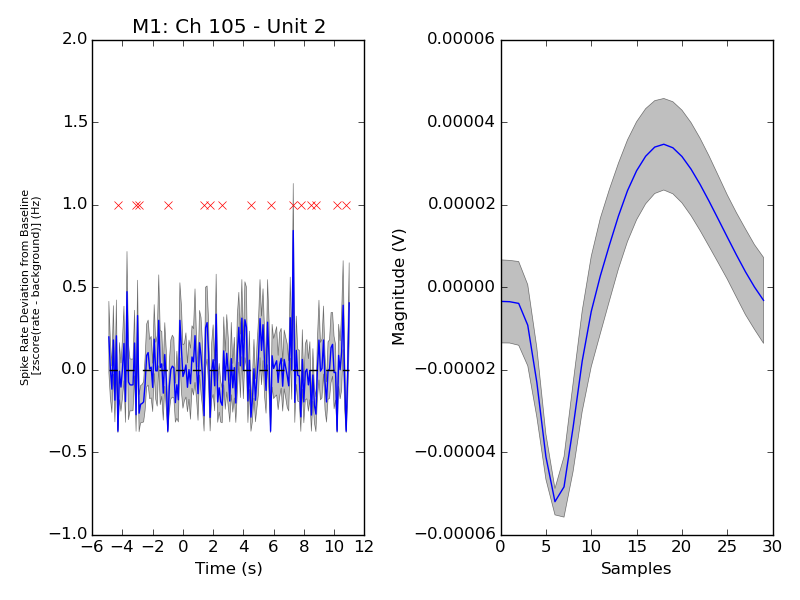 M1: Ch 105 - Unit 2
2.0
1.5
1.0
0.5
0.0
−0.5
−1.0
−6 −4 −2 0 2 4 6 8 10 12
Time (s)
Spike Rate Deviation from Baseline
[zscore(rate - background)] (Hz)
0.00006
0.00004
0.00002
0.00000
−0.00002
−0.00004
−0.00006
0 5 10 15 20 25 30
Samples
Magnitude (V)